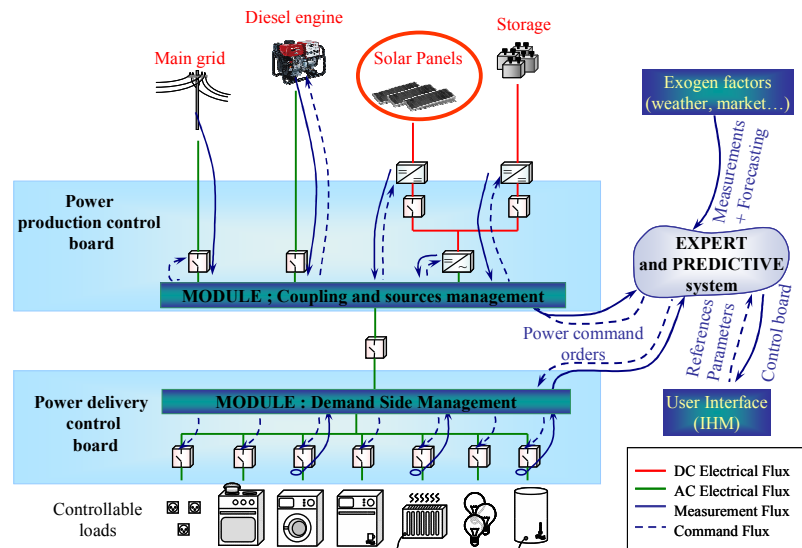 Diesel engine
Storage
Main grid
Solar Panels
Exogen factors
(weather, market…)
Measurements
+ Forecasting
Power
production control
board
EXPERT
and PREDICTIVE
system
MODULE ; Coupling and sources management
Power command
orders
References
Parameters
Control board
Power delivery
control
board
MODULE : Demand Side Management
User Interface
(IHM)
Controllable
loads
DC Electrical Flux
AC Electrical Flux
Measurement Flux
Command Flux